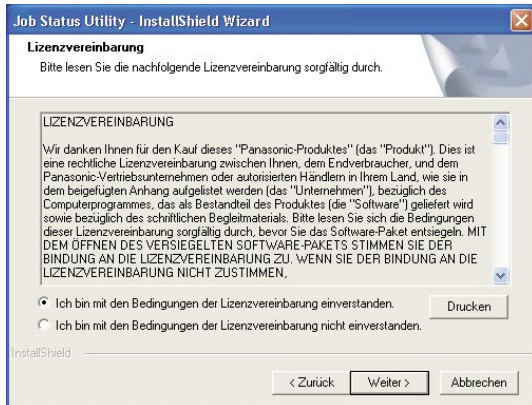 Job Status Utility - InstallShield Wizard
Lizenzvereinbarung
Bitte lesen Sie die nachfolgende Lizenzvereinbarung sorgfältig durch.
LIZENZVEREINBARUNG
Wir danken Ihnen für den Kauf dieses "Panasonic-Produktes" (das "Produkt"). Dies ist
eine rechtliche Lizenzvereinbarung zwischen Ihnen, dem Endverbraucher, und dem
Panasonic-Vertriebsunternehmen oder autorisierten Händlern in Ihrem Land, wie sie in
dem beigefügten Anhang aufgelistet werden (das "Unternehmen"), bezüglich des
Computerprogrammes, das als Bestandteil des Produktes (die "Software") geliefert wird
sowie bezüglich des schriftlichen Begleitmaterials. Bitte lesen Sie sich die Bedingungen
dieser Lizenzvereinbarung sorgfältig durch, bevor Sie das Software-Paket entsiegeln. MIT
DEM ÖFFNEN DES VERSIEGELTEN SOFTWARE-PAKETS STIMMEN SIE DER
BINDUNG AN DIE LIZENZVEREINBARUNG ZU. WENN SIE DER BINDUNG AN DIE
LIZENZVEREINBARUNG NICHT ZUSTIMMEN,
Ich bin mit den Bedingungen der Lizenzvereinbarung einverstanden.
Drucken
Ich bin mit den Bedingungen der Lizenzvereinbarung nicht einverstanden.
InstallShield
< Zurück
Weiter >
Abbrechen